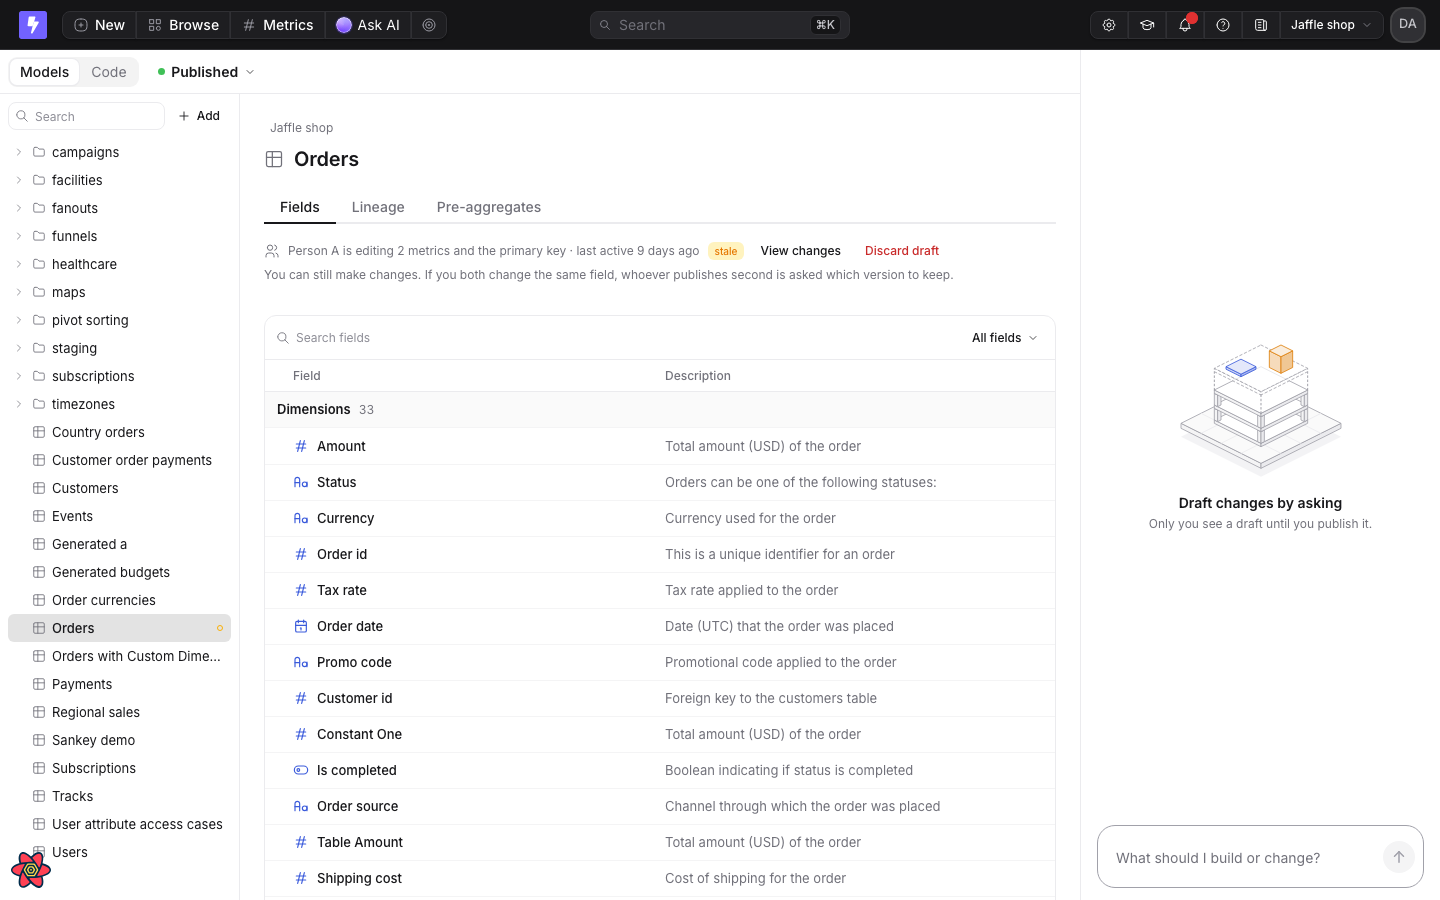 New
Browse
Metrics
Ask AI
Search
⌘K
Jaffle shop
DA
Models
Code
Published
Search
Add
campaigns
facilities
fanouts
funnels
healthcare
maps
pivot sorting
staging
subscriptions
timezones
Country orders
Customer order payments
Customers
Events
Generated a
Generated budgets
Order currencies
Orders
Orders with Custom Dime...
Payments
Regional sales
Sankey demo
Subscriptions
Tracks
User attribute access cases
Users
Jaffle shop
Orders
Fields
Lineage
Pre-aggregates
Person A is editing 2 metrics and the primary key · last active 9 days ago stale View changes Discard draft
You can still make changes. If you both change the same field, whoever publishes second is asked which version to keep.
Search fields
All fields
Field Description
Dimensions 33
Amount Total amount (USD) of the order
Status Orders can be one of the following statuses:
Currency Currency used for the order
Order id This is a unique identifier for an order
Tax rate Tax rate applied to the order
Order date Date (UTC) that the order was placed
Promo code Promotional code applied to the order
Customer id Foreign key to the customers table
Constant One Total amount (USD) of the order
Is completed Boolean indicating if status is completed
Order source Channel through which the order was placed
Table Amount Total amount (USD) of the order
Shipping cost Cost of shipping for the order
Draft changes by asking
Only you see a draft until you publish it.
What should I build or change?